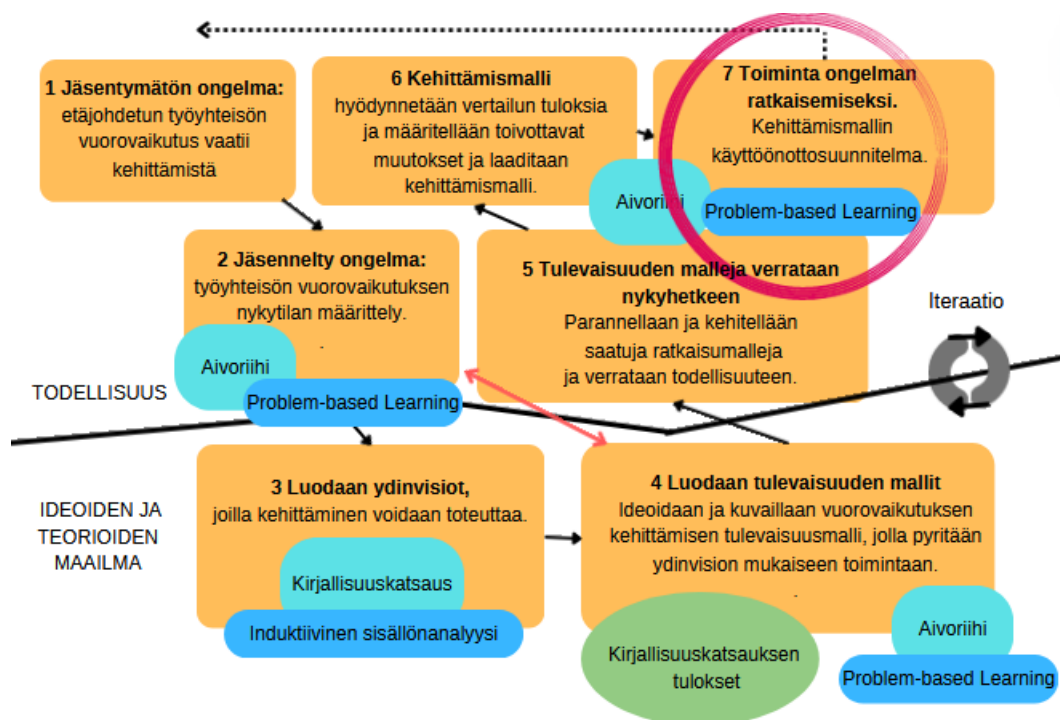 1 Jäsentymätön ongelma:
etäjohdetun työyhteisön
vuorovaikutus vaatii
kehittämistä
6 Kehittämismalli
hyödynnetään vertailun tuloksia
ja määritellään toivottavat
muutokset ja laaditaan
kehittämismalli.
7 Toiminta ongelman
ratkaisemiseksi.
Kehittämismallin
käyttöönottosuunnitelma.
Aivoriihi
Problem-based Learning
2 Jäsennelty ongelma:
työyhteisön vuorovaikutuksen
nykytilan määrittely.
.
Aivoriihi
Problem-based Learning
5 Tulevaisuuden malleja verrataan
nykyhetkeen
Parannellaan ja kehitellään
saatuja ratkaisumalleja
ja verrataan todellisuuteen.
Iteraatio
TODELLISUUS
IDEOIDEN JA
TEORIOIDEN
MAAILMA
3 Luodaan ydinvisiot,
joilla kehittäminen voidaan toteuttaa.
Kirjallisuuskatsaus
Induktiivinen sisällönanalyysi
4 Luodaan tulevaisuuden mallit
Ideoidaan ja kuvaillaan vuorovaikutuksen
kehittämisen tulevaisuusmalli, jolla pyritään
ydinvision mukaiseen toimintaan.
.
Kirjallisuuskatsauksen
tulokset
Aivoriihi
Problem-based Learning